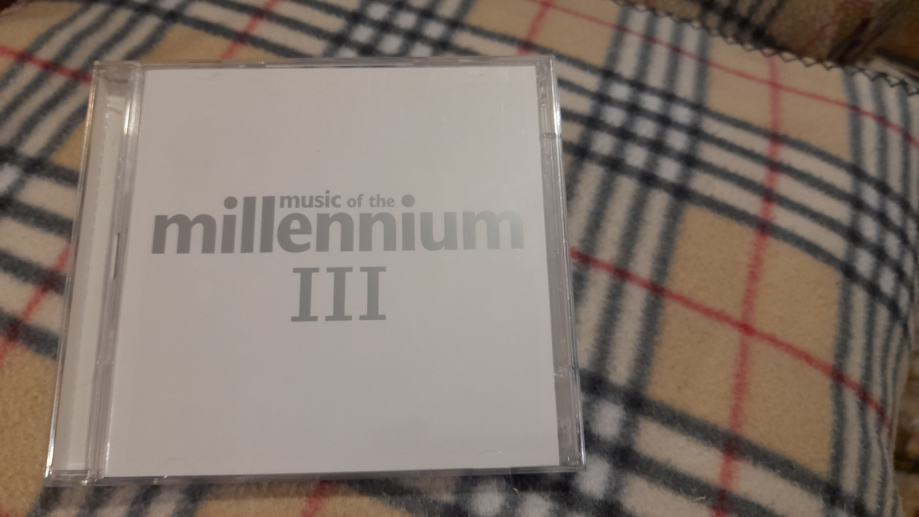 music of the
millennium
III